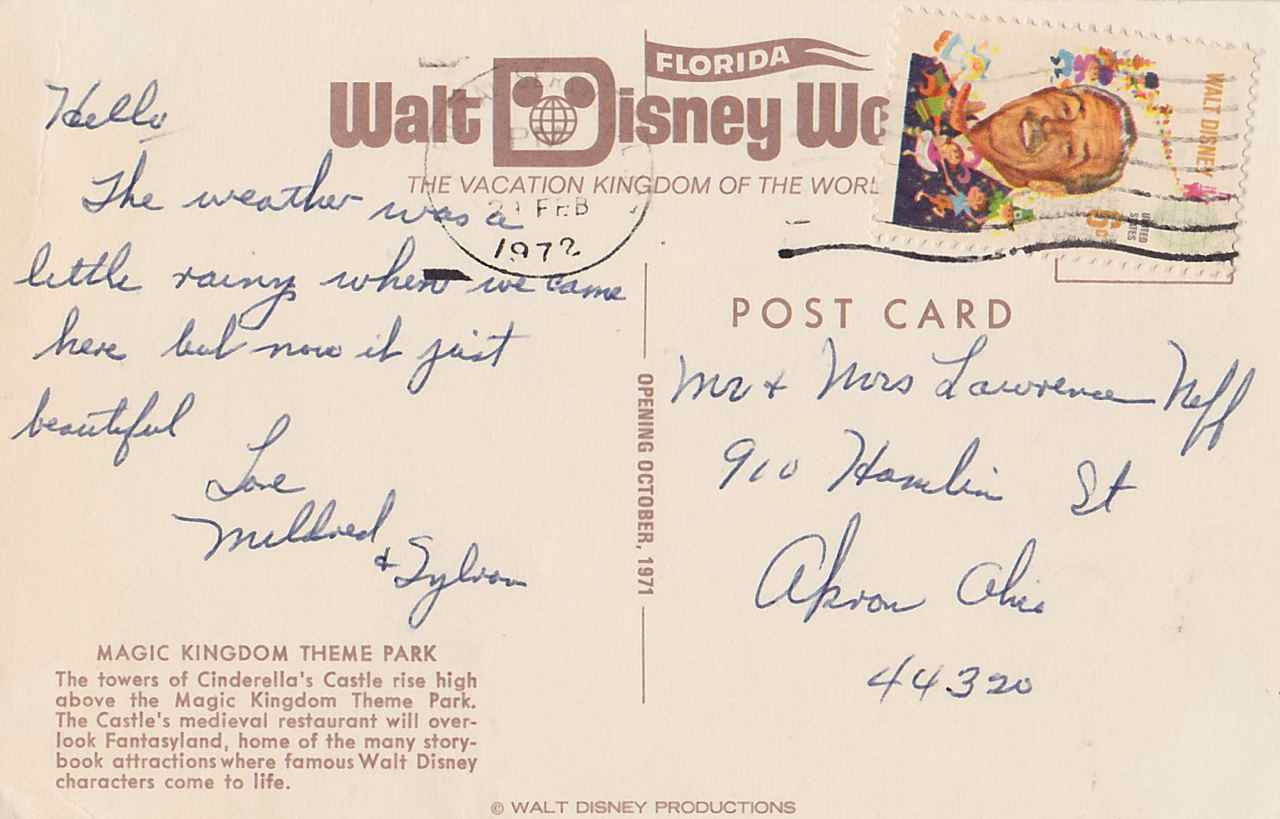 Hello
The weather was a
little rainy when we came
here but now it just
beautiful
Love
Mildred
& Sylvan
MAGIC KINGDOM THEME PARK
The towers of Cinderella's Castle rise high
above the Magic Kingdom Theme Park.
The Castle's medieval restaurant will over-
look Fantasyland, home of the many story-
book attractions where famous Walt Disney
characters come to life.
FLORIDA
Walt Disney Wo
THE VACATION KINGDOM OF THE WORL
FEB
1972
WALT DISNEY
6c
UNITED
STATES
POST CARD
OPENING OCTOBER, 1971
Mr & Mrs Lawrence Neff
910 Hamlin St
Akron Ohio
44320
© WALT DISNEY PRODUCTIONS